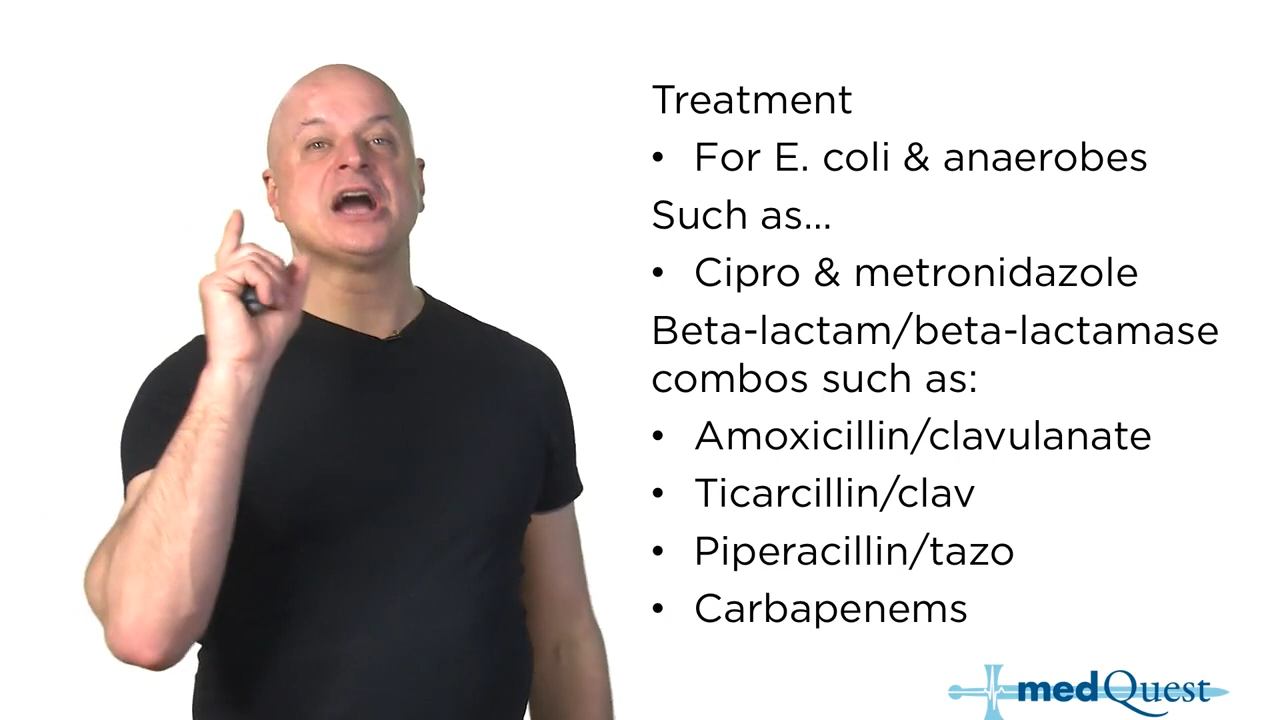 Treatment
• For E. coli & anaerobes
Such as...
• Cipro & metronidazole
Beta-lactam/beta-lactamase
combos such as:
• Amoxicillin/clavulanate
• Ticarcillin/clav
• Piperacillin/tazo
• Carbapenems
medQuest